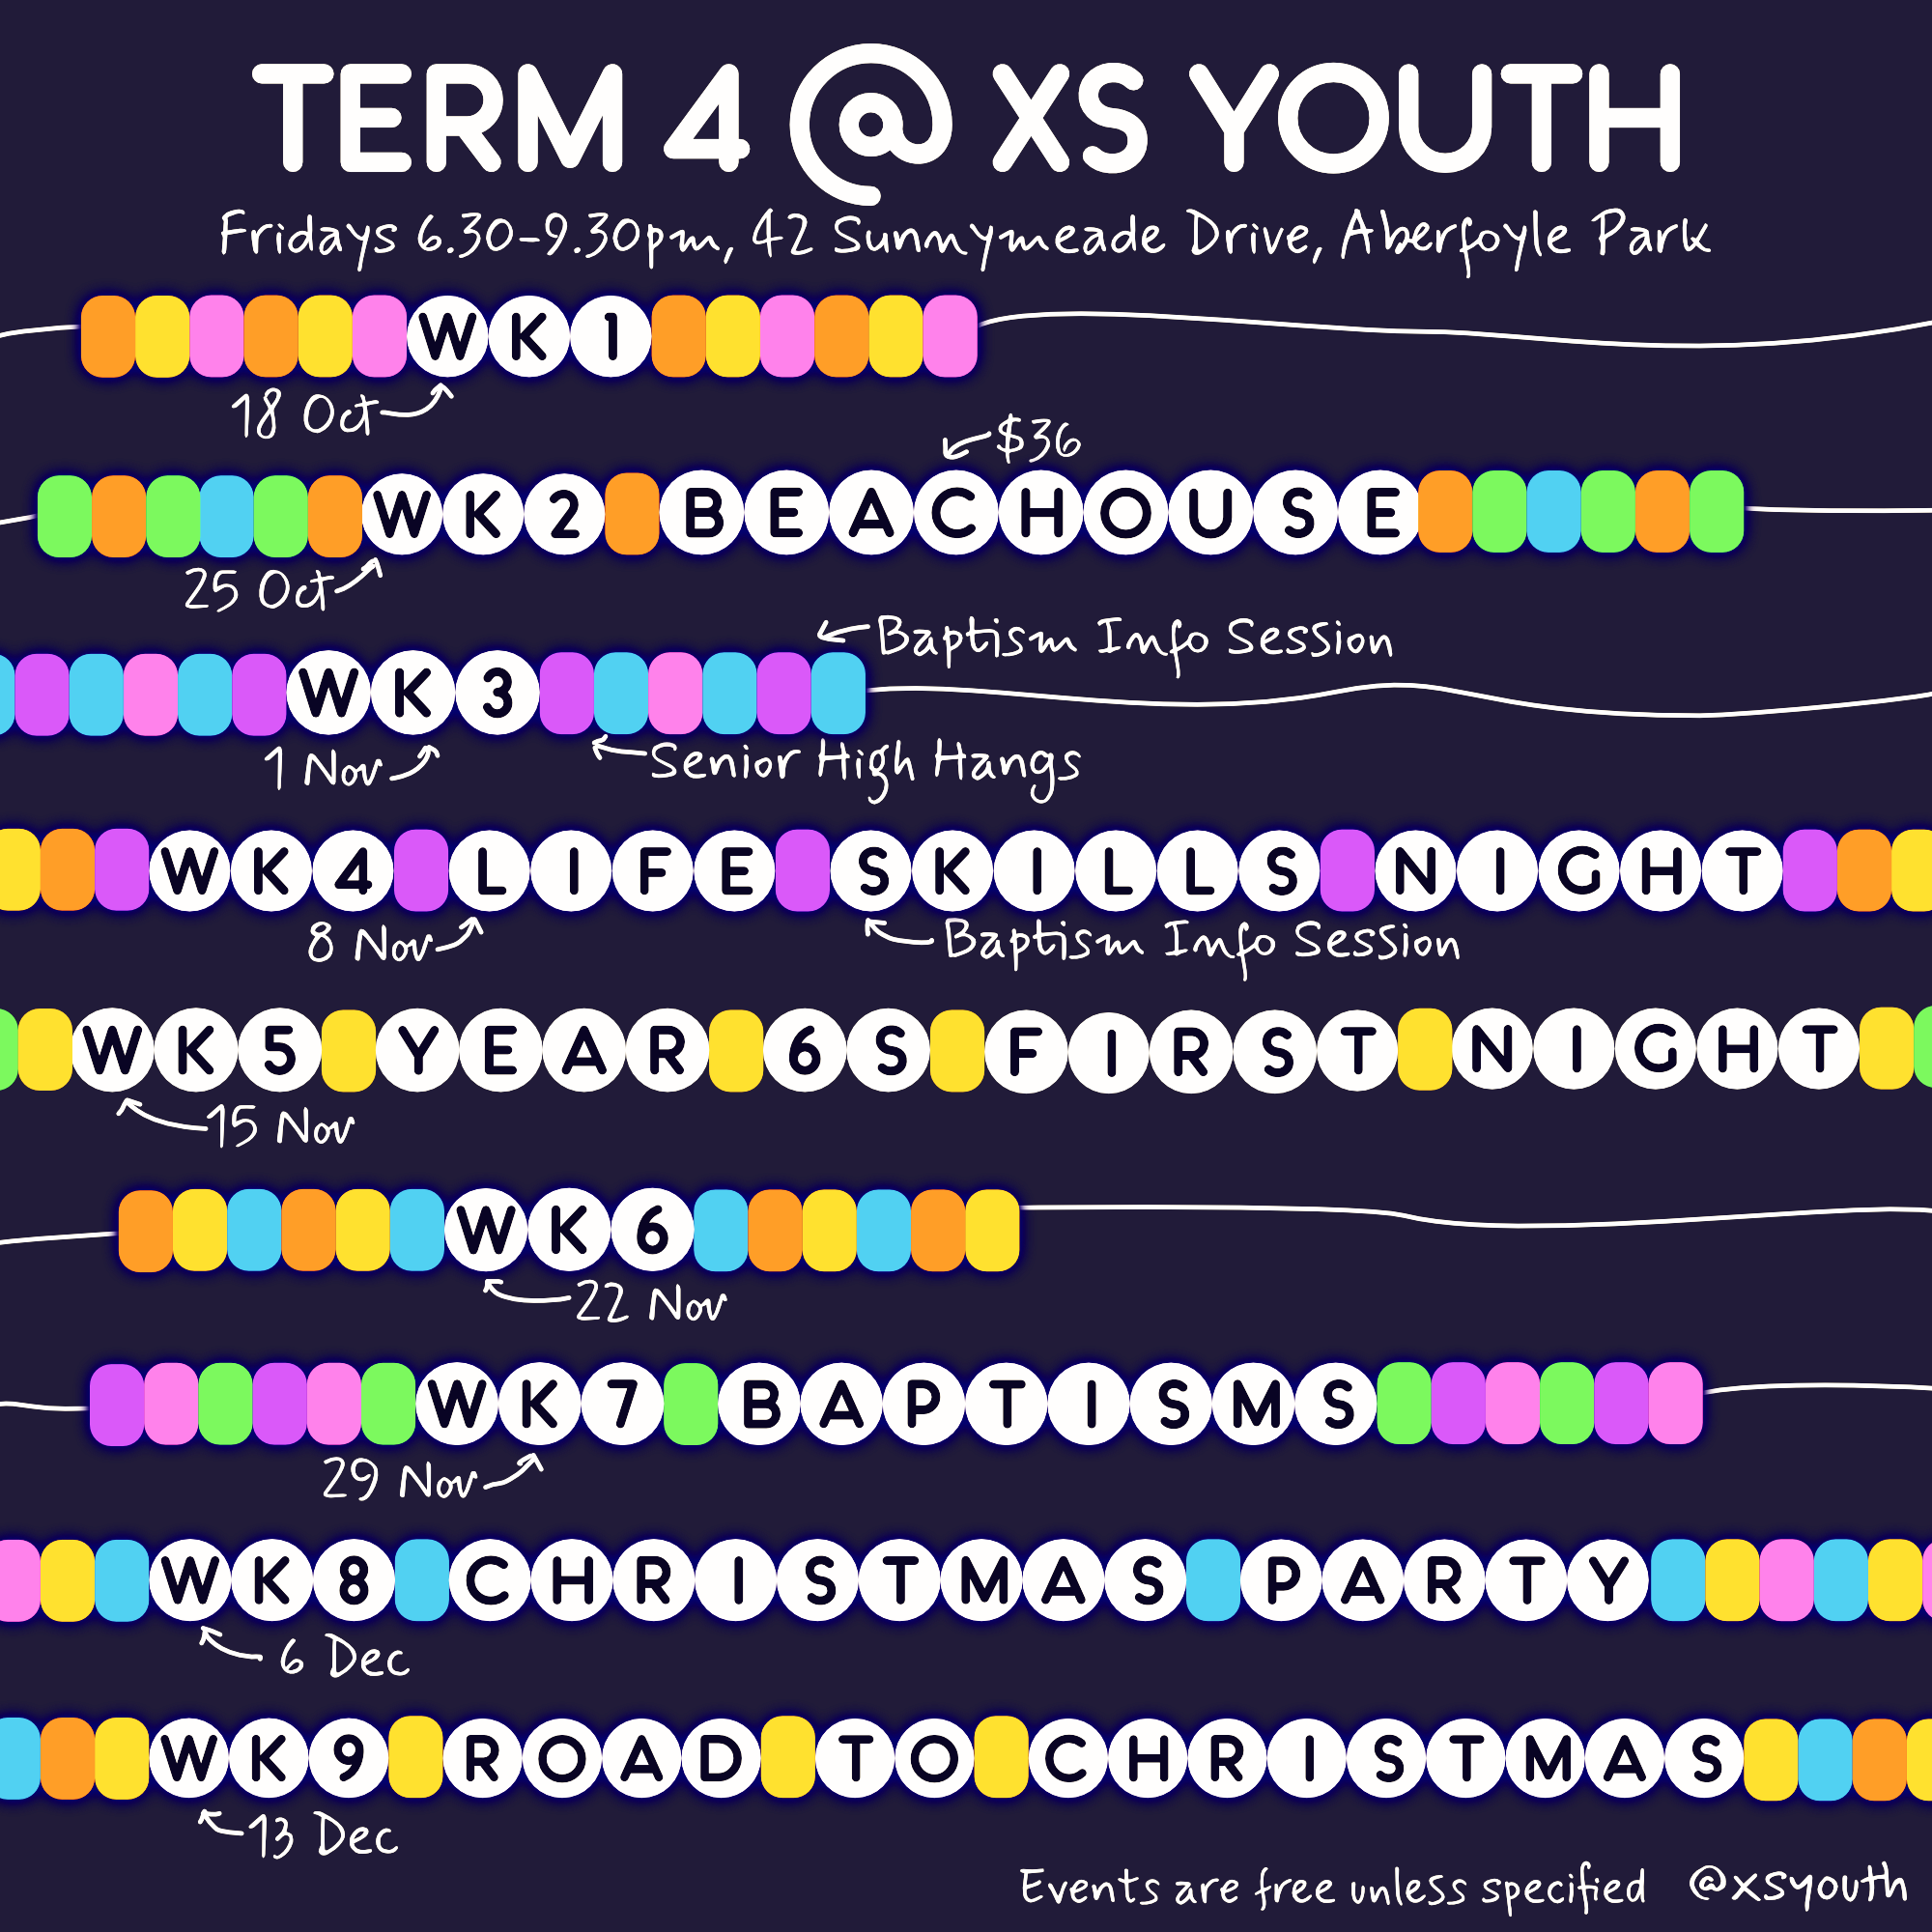 TERM 4 @ XS YOUTH
Fridays 6.30-9.30pm, 42 Sunnymeade Drive, Aberfoyle Park
WK1
18 Oct
$36
WK2 BEACHOUSE
25 Oct
Baptism Info Session
WK3
1 Nov
Senior High Hangs
WK4 LIFE SKILLS NIGHT
8 Nov
Baptism Info Session
WK5 YEAR 6S FIRST NIGHT
15 Nov
WK6
22 Nov
WK7 BAPTISMS
29 Nov
WK8 CHRISTMAS PARTY
6 Dec
WK9 ROAD TO CHRISTMAS
13 Dec
Events are free unless specified @xsyouth